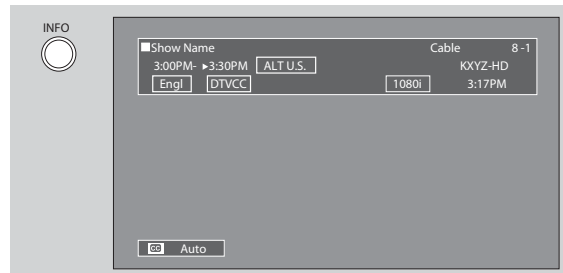 INFO
Show Name Cable 8 -1
3:00PM- ▸3:30PM ALT U.S. KXYZ-HD
Engl DTVCC 1080i 3:17PM
CC Auto